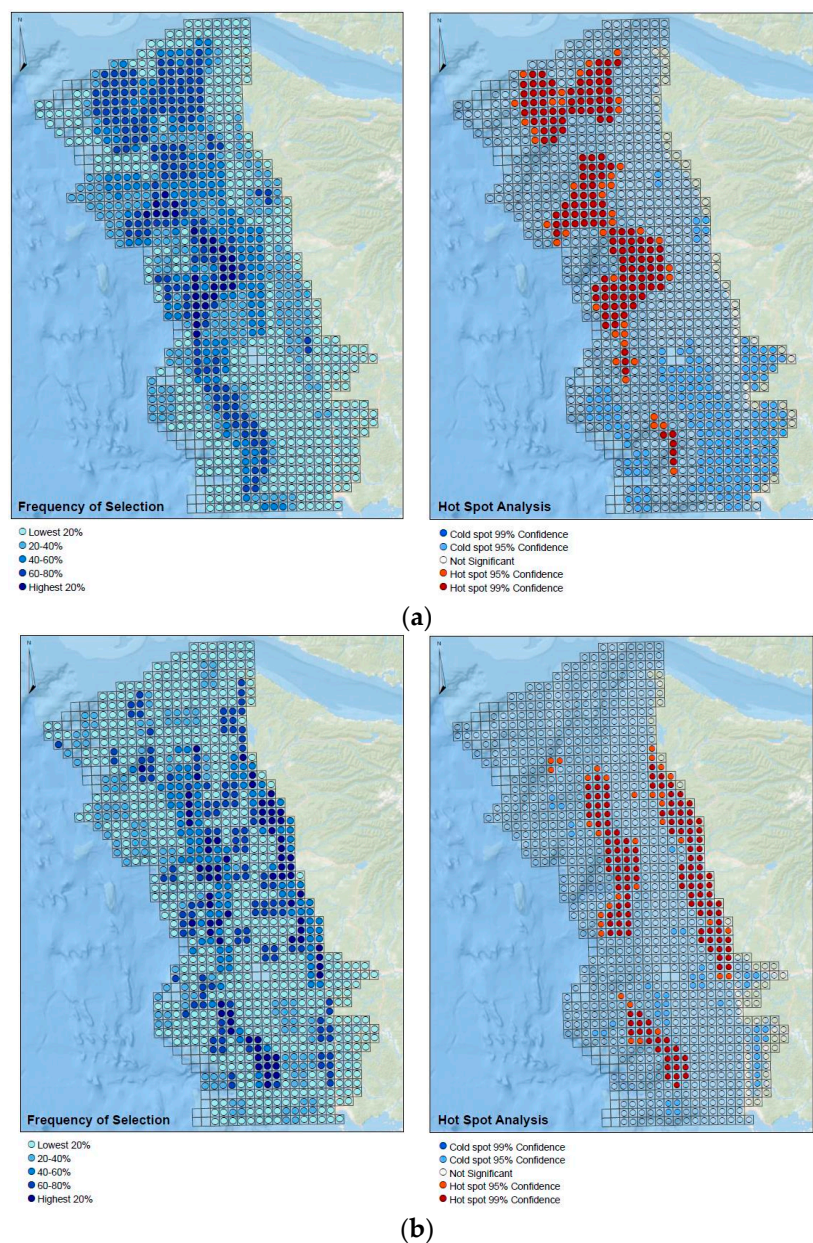 N
Frequency of Selection
Lowest 20%
20-40%
40-60%
60-80%
Highest 20%
N
Hot Spot Analysis
Cold spot 99% Confidence
Cold spot 95% Confidence
Not Significant
Hot spot 95% Confidence
Hot spot 99% Confidence
(a)
N
Frequency of Selection
Lowest 20%
20-40%
40-60%
60-80%
Highest 20%
N
Hot Spot Analysis
Cold spot 99% Confidence
Cold spot 95% Confidence
Not Significant
Hot spot 95% Confidence
Hot spot 99% Confidence
(b)